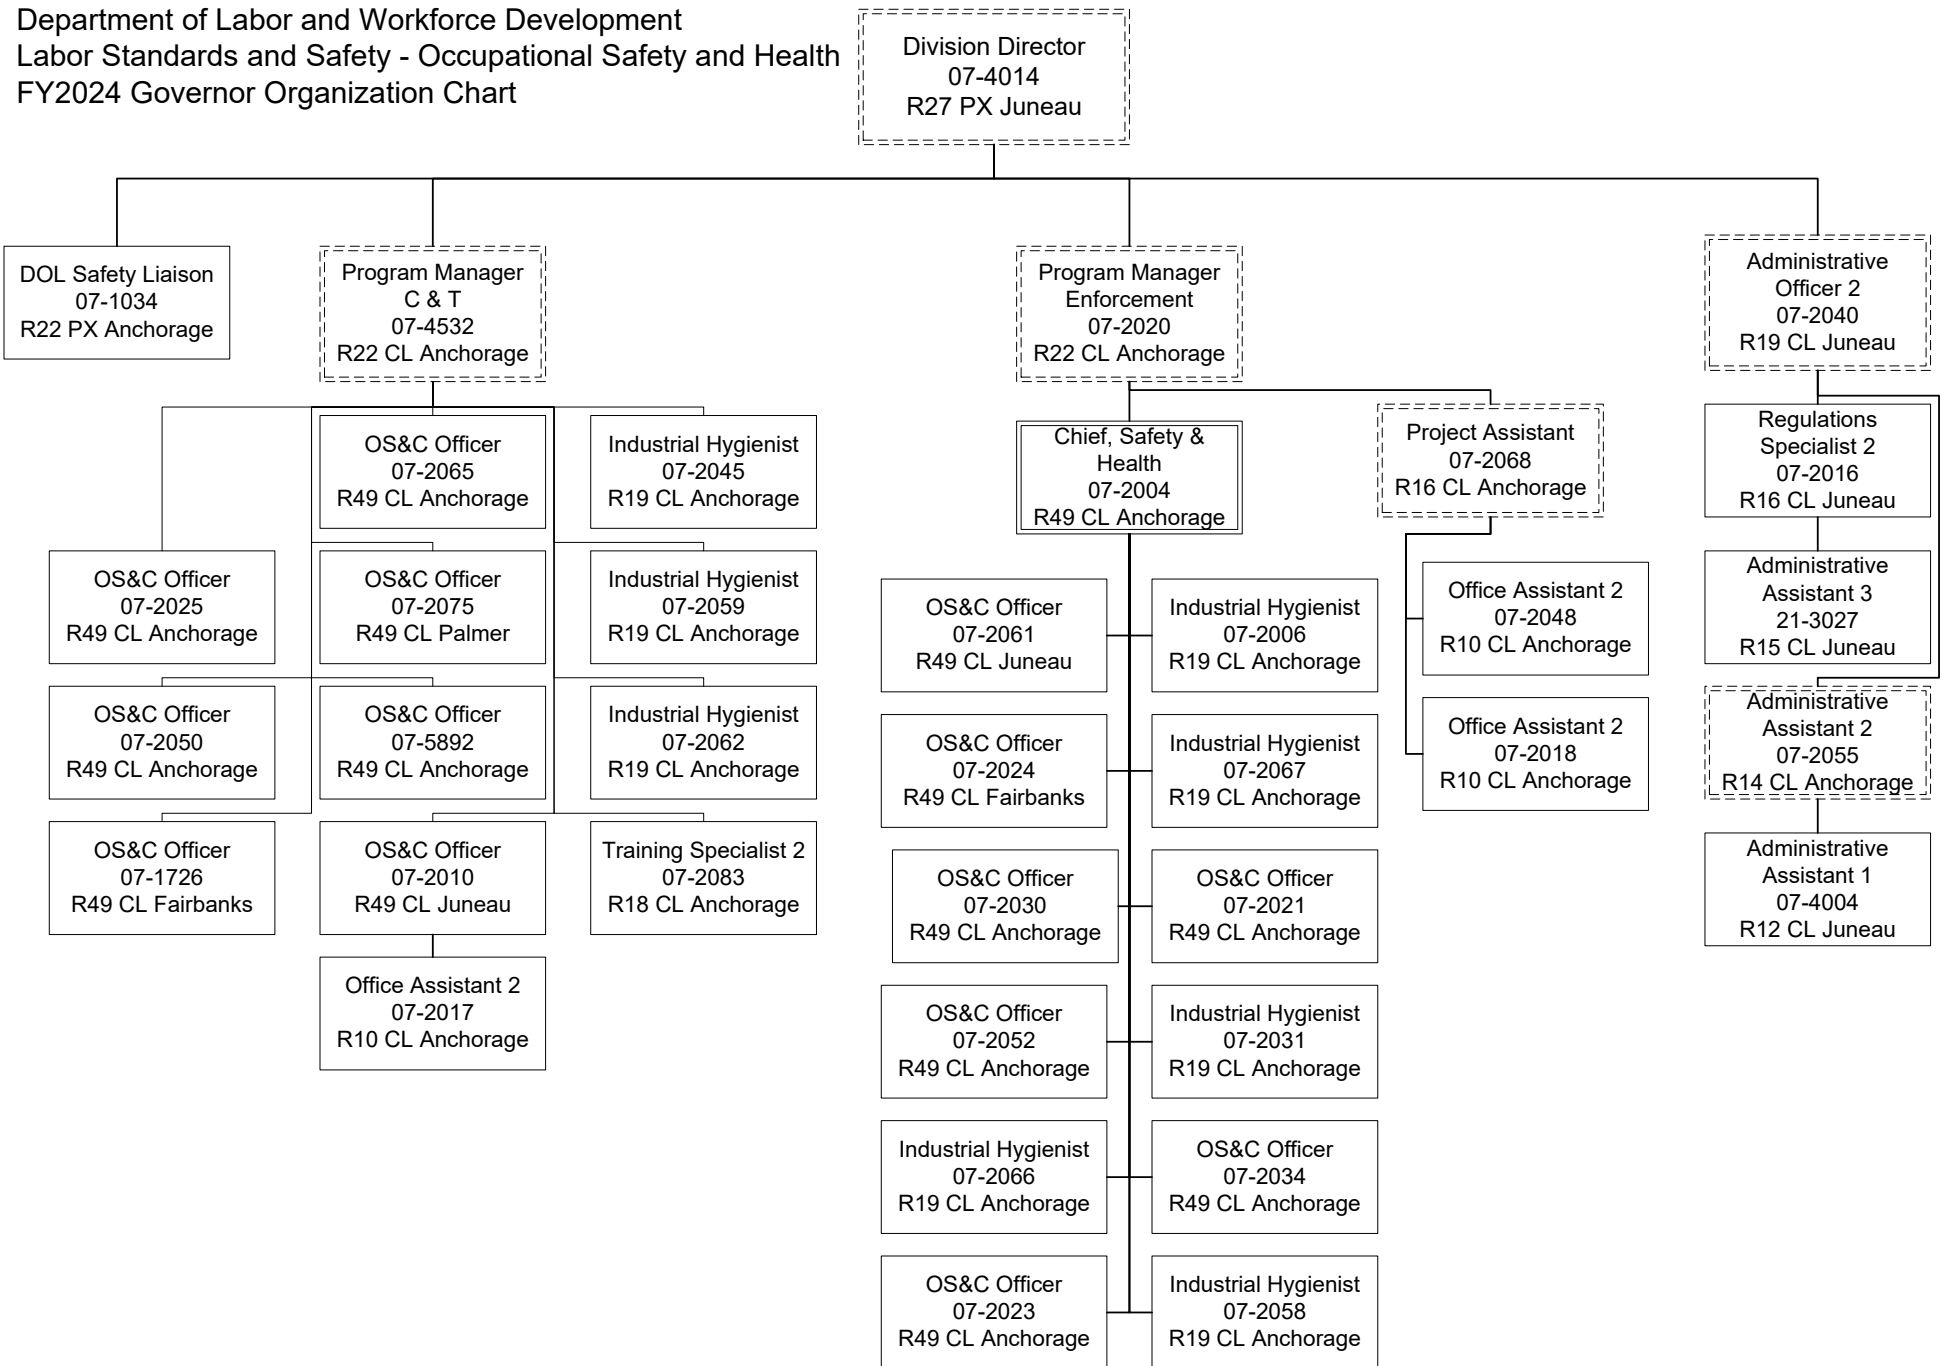 Department of Labor and Workforce Development
Labor Standards and Safety - Occupational Safety and Health
FY2024 Governor Organization Chart
Division Director
07-4014
R27 PX Juneau
DOL Safety Liaison
07-1034
R22 PX Anchorage
Program Manager
C & T
07-4532
R22 CL Anchorage
OS&C Officer
07-2065
R49 CL Anchorage
Industrial Hygienist
07-2045
R19 CL Anchorage
OS&C Officer
07-2025
R49 CL Anchorage
OS&C Officer
07-2075
R49 CL Palmer
Industrial Hygienist
07-2059
R19 CL Anchorage
OS&C Officer
07-2050
R49 CL Anchorage
OS&C Officer
07-5892
R49 CL Anchorage
Industrial Hygienist
07-2062
R19 CL Anchorage
OS&C Officer
07-1726
R49 CL Fairbanks
OS&C Officer
07-2010
R49 CL Juneau
Training Specialist 2
07-2083
R18 CL Anchorage
Office Assistant 2
07-2017
R10 CL Anchorage
Program Manager
Enforcement
07-2020
R22 CL Anchorage
Chief, Safety &
Health
07-2004
R49 CL Anchorage
Project Assistant
07-2068
R16 CL Anchorage
OS&C Officer
07-2061
R49 CL Juneau
Industrial Hygienist
07-2006
R19 CL Anchorage
Office Assistant 2
07-2048
R10 CL Anchorage
OS&C Officer
07-2024
R49 CL Fairbanks
Industrial Hygienist
07-2067
R19 CL Anchorage
Office Assistant 2
07-2018
R10 CL Anchorage
OS&C Officer
07-2030
R49 CL Anchorage
OS&C Officer
07-2021
R49 CL Anchorage
OS&C Officer
07-2052
R49 CL Anchorage
Industrial Hygienist
07-2031
R19 CL Anchorage
Industrial Hygienist
07-2066
R19 CL Anchorage
OS&C Officer
07-2034
R49 CL Anchorage
OS&C Officer
07-2023
R49 CL Anchorage
Industrial Hygienist
07-2058
R19 CL Anchorage
Administrative
Officer 2
07-2040
R19 CL Juneau
Regulations
Specialist 2
07-2016
R16 CL Juneau
Administrative
Assistant 3
21-3027
R15 CL Juneau
Administrative
Assistant 2
07-2055
R14 CL Anchorage
Administrative
Assistant 1
07-4004
R12 CL Juneau